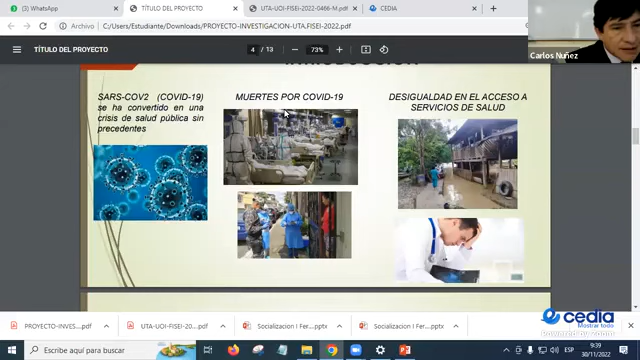 (3) WhatsApp
TÍTULO DEL PROYECTO
UTA-UOI-FISEI-2022-0466-M.pdf
CEDIA
Archivo
C:/Users/Estudiante/Downloads/PROYECTO-INVESTIGACION-UTA.FISEI-2022.pdf
TÍTULO DEL PROYECTO
4 / 13
73%
Carlos Nuñez
SARS-COV2 (COVID-19)
se ha convertido en una
crisis de salud pública sin
precedentes
MUERTES POR COVID-19
DESIGUALDAD EN EL ACCESO A
SERVICIOS DE SALUD
cedia
Mostrar todo
PROYECTO-INVES....pdf
UTA-UOI-FISEI-20....pdf
Socializacion I Fer....pptx
Socializacion I Fer....pptx
Escribe aquí para buscar
ESP
9:39
30/11/2022